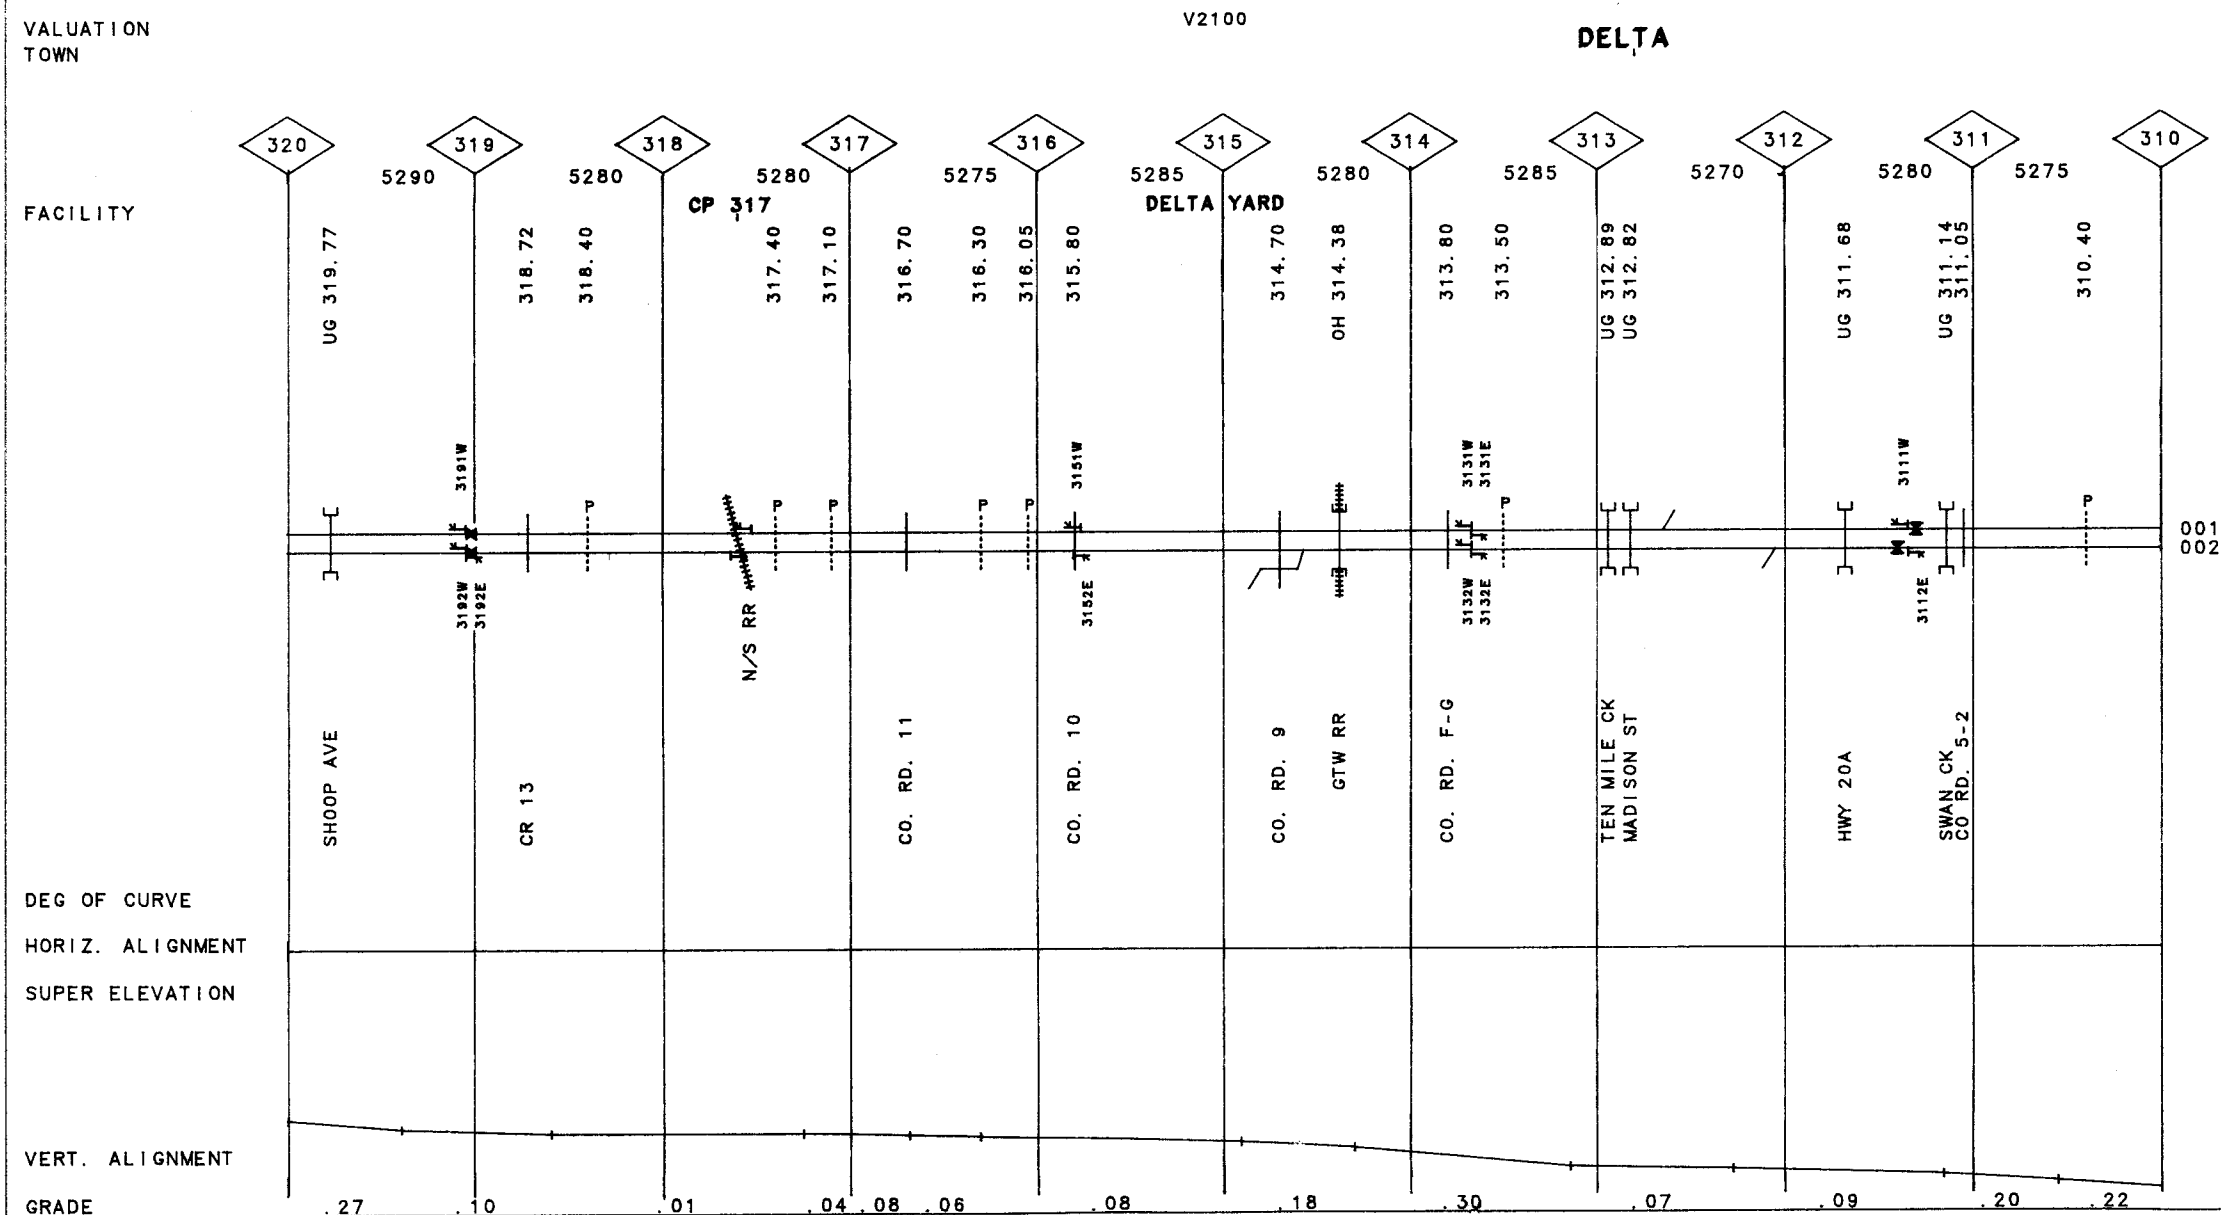 VALUATION
TOWN
V2100
DELTA
320 319 318 317 316 315 314 313 312 311 310
5290 5280 5280 5275 5285 5280 5285 5270 5280 5275
FACILITY
CP 317
DELTA YARD
UG 319.77
318.72
318.40
317.40
317.10
316.70
316.30
316.05
315.80
314.70
OH 314.38
313.80
313.50
UG 312.89
UG 312.82
UG 311.68
UG 311.14
311.05
310.40
3191W
3151W
3131W
3131E
3111W
P P P P P P P
001
002
3192W
3192E
N/S RR
3152E
3132W
3132E
3112E
SHOOP AVE
CR 13
CO. RD. 11
CO. RD. 10
CO. RD. 9
GTW RR
CO. RD. F-G
TEN MILE CK
MADISON ST
HWY 20A
SWAN CK
CO RD. 5-2
DEG OF CURVE
HORIZ. ALIGNMENT
SUPER ELEVATION
VERT. ALIGNMENT
GRADE .27 .10 .01 .04 .08 .06 .08 .18 .30 .07 .09 .20 .22